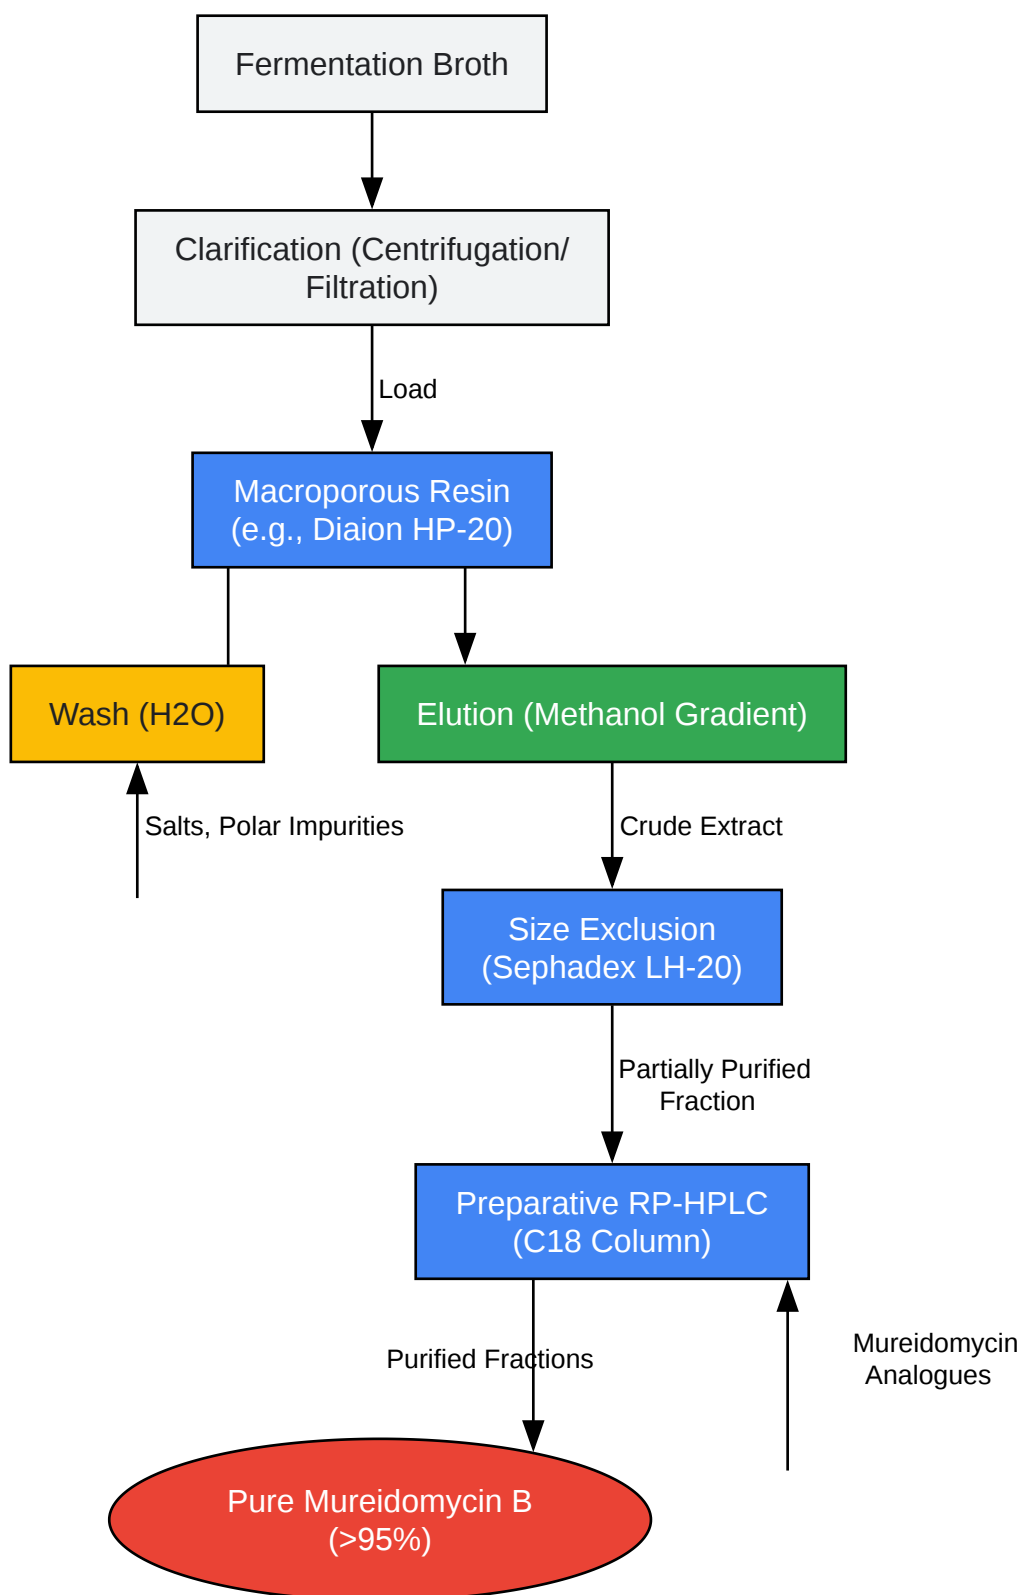 Fermentation Broth
Clarification (Centrifugation/
Filtration)
Load
Macroporous Resin
(e.g., Diaion HP-20)
Wash (H2O)
Elution (Methanol Gradient)
Salts, Polar Impurities
Crude Extract
Size Exclusion
(Sephadex LH-20)
Partially Purified
Fraction
Preparative RP-HPLC
(C18 Column)
Purified Fractions
Mureidomycin
Analogues
Pure Mureidomycin B
(>95%)